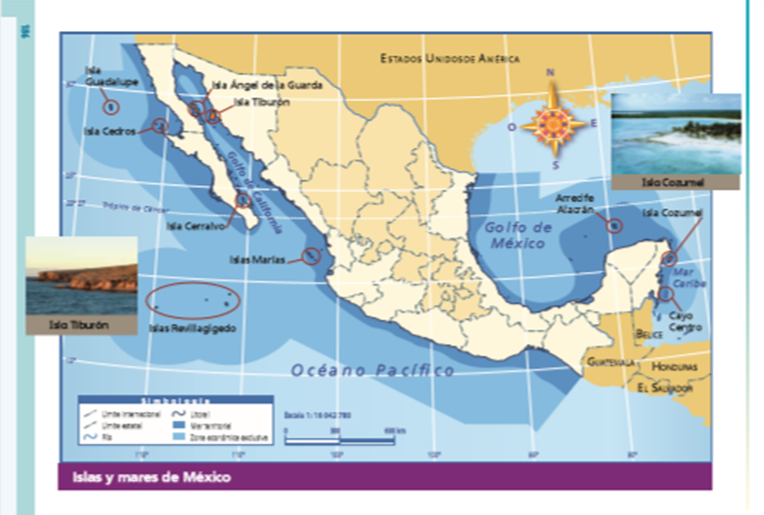 186
ESTADOS UNIDOSDE AMÉRICA
Isla
Guadalupe
Isla Ángel de la Guarda
Isla Tiburón
Isla Cedros
N
O
E
S
Isla Cozumel
Golfo de California
Trópico de Cáncer
Arrecife
Alacrán
Isla Cozumel
Isla Cerralvo
Golfo de
México
Islas Marías
Mar
Caribe
Isla Tiburón
Islas Revillagigedo
Cayo
Centro
BELICE
GUATEMALA
HONDURAS
EL SALVADOR
Océano Pacífico
Simbología
Límite internacional
Litoral
Límite estatal
Mar territorial
Río
Zona económica exclusiva
Islas y mares de México